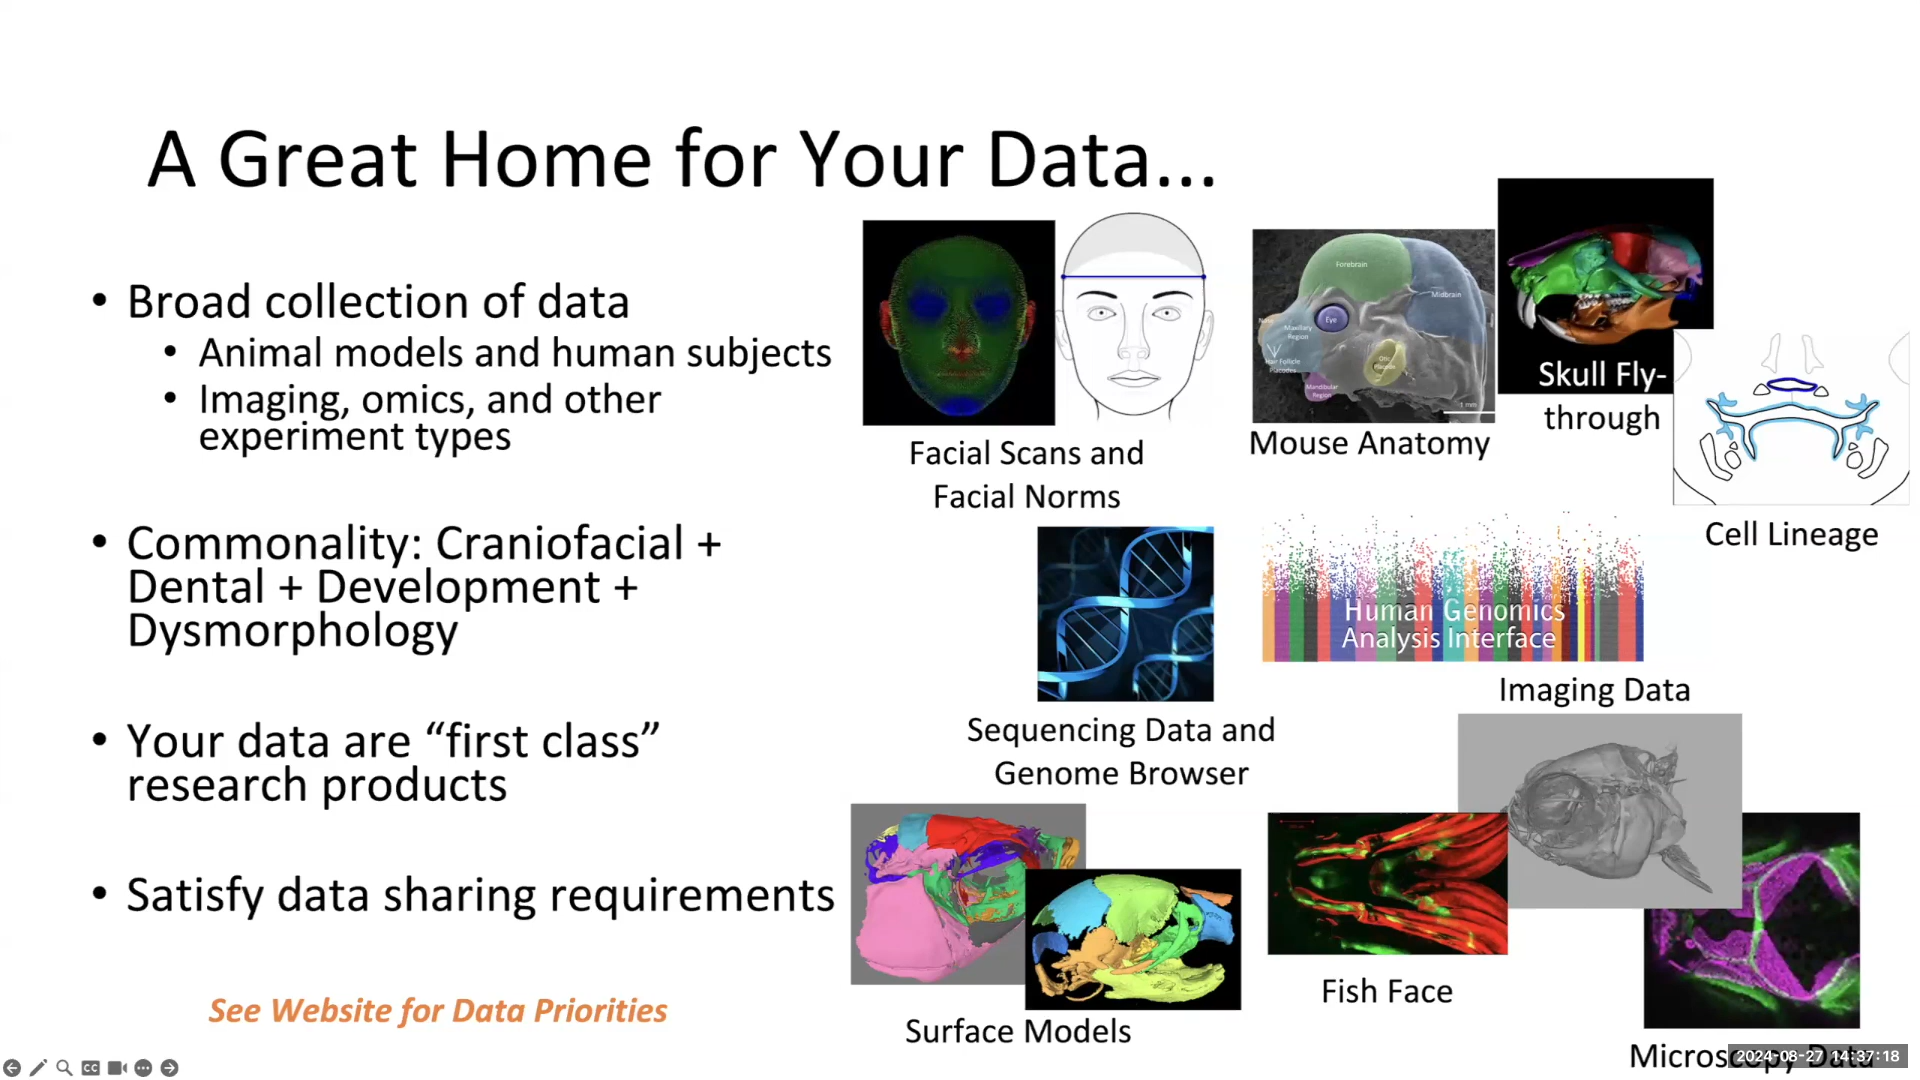 A Great Home for Your Data...
• Broad collection of data
• Animal models and human subjects
• Imaging, omics, and other
experiment types
• Commonality: Craniofacial +
Dental + Development +
Dysmorphology
• Your data are “first class”
research products
• Satisfy data sharing requirements
See Website for Data Priorities
Facial Scans and
Facial Norms
Forebrain
Midbrain
Eye
Maxillary
Region
Hair Follicle
Placodes
Otic
Placode
Mandibular
Region
1 mm
Mouse Anatomy
Skull Fly-
through
Cell Lineage
Sequencing Data and
Genome Browser
Human Genomics
Analysis Interface
Imaging Data
Surface Models
Fish Face
Microscopy Data
2024-08-27 14:37:18
CC